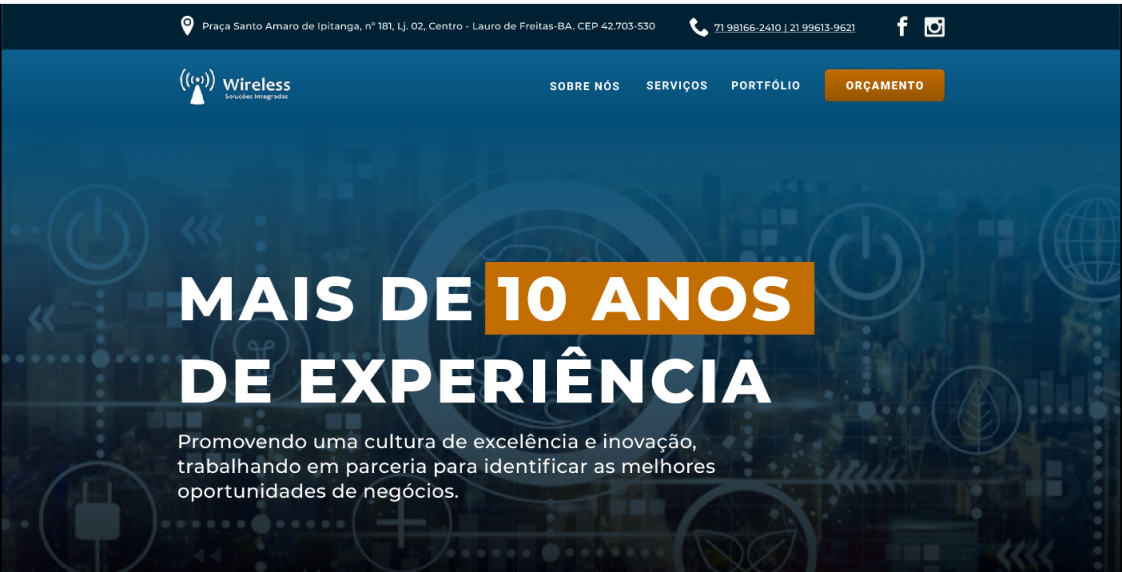 Praça Santo Amaro de Ipitanga, nº 181, Lj. 02, Centro - Lauro de Freitas-BA. CEP 42.703-530
71 98166-2410 | 21 99613-9621
Wireless
Soluções Integradas
SOBRE NÓS
SERVIÇOS
PORTFÓLIO
ORÇAMENTO
MAIS DE 10 ANOS
DE EXPERIÊNCIA
Promovendo uma cultura de excelência e inovação,
trabalhando em parceria para identificar as melhores
oportunidades de negócios.